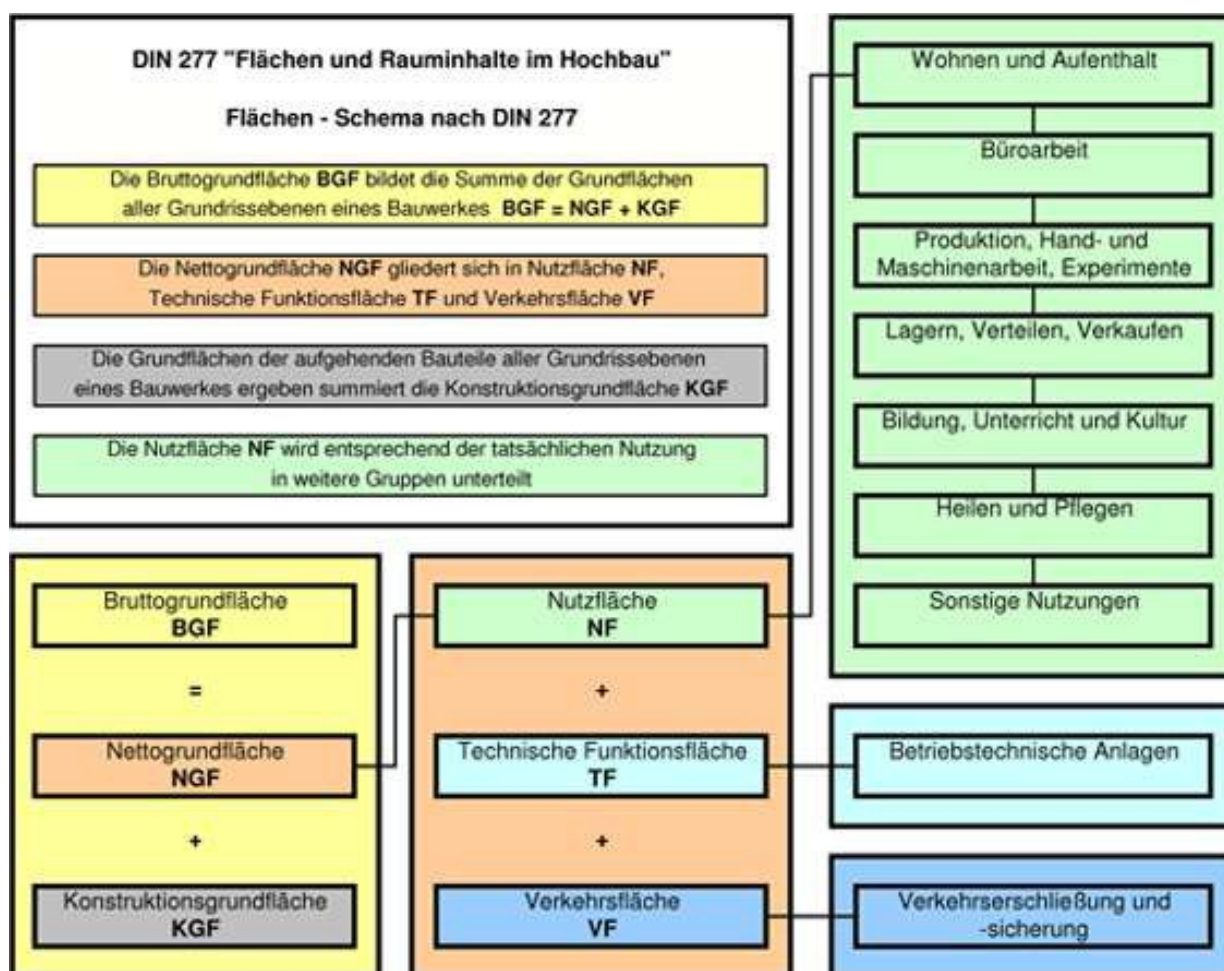 DIN 277 "Flächen und Rauminhalte im Hochbau"
Flächen - Schema nach DIN 277
Die Bruttogrundfläche BGF bildet die Summe der Grundflächen
aller Grundrissebenen eines Bauwerkes BGF = NGF + KGF
Die Nettogrundfläche NGF gliedert sich in Nutzfläche NF,
Technische Funktionsfläche TF und Verkehrsfläche VF
Die Grundflächen der aufgehenden Bauteile aller Grundrissebenen
eines Bauwerkes ergeben summiert die Konstruktionsgrundfläche KGF
Die Nutzfläche NF wird entsprechend der tatsächlichen Nutzung
in weitere Gruppen unterteilt
Bruttogrundfläche
BGF
=
Nettogrundfläche
NGF
+
Konstruktionsgrundfläche
KGF
Nutzfläche
NF
+
Technische Funktionsfläche
TF
+
Verkehrsfläche
VF
Wohnen und Aufenthalt
Büroarbeit
Produktion, Hand- und
Maschinenarbeit, Experimente
Lagern, Verteilen, Verkaufen
Bildung, Unterricht und Kultur
Heilen und Pflegen
Sonstige Nutzungen
Betriebstechnische Anlagen
Verkehrserschließung und
-sicherung